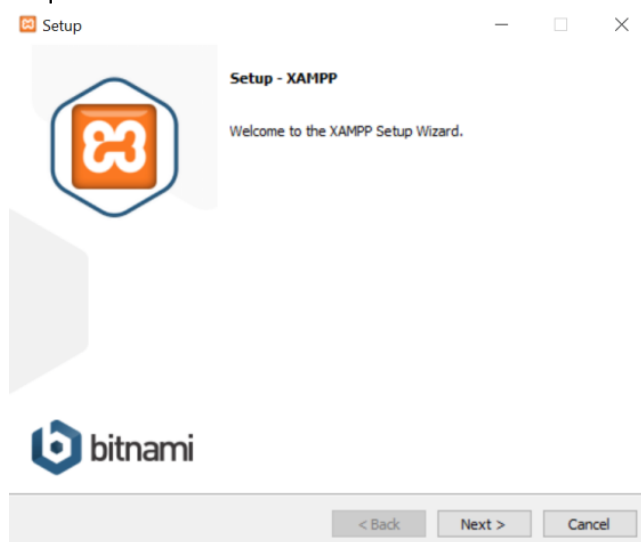 Setup
Setup - XAMPP
Welcome to the XAMPP Setup Wizard.
bitnami
< Back
Next >
Cancel